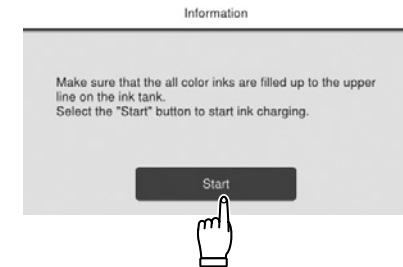 Information
Make sure that the all color inks are filled up to the upper
line on the ink tank.
Select the "Start" button to start ink charging.
Start